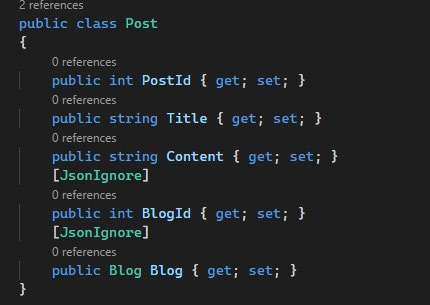 2 references
public class Post
{
0 references
public int PostId { get; set; }
0 references
public string Title { get; set; }
0 references
public string Content { get; set; }
[JsonIgnore]
0 references
public int BlogId { get; set; }
[JsonIgnore]
0 references
public Blog Blog { get; set; }
}